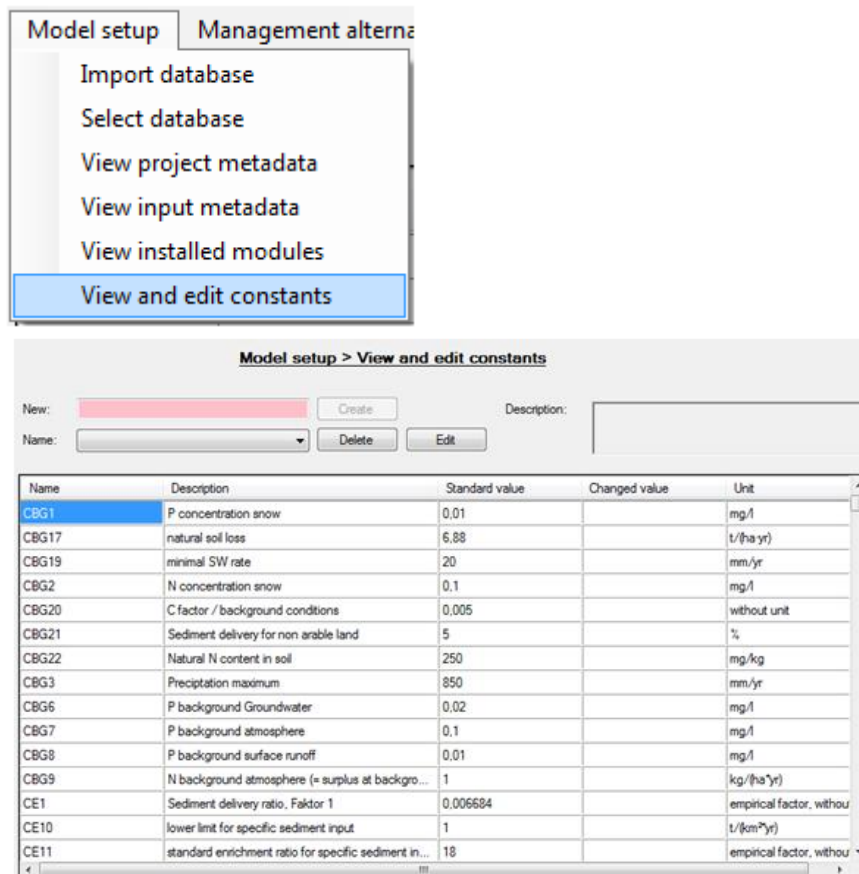 Model setup Management alterna
Import database
Select database
View project metadata
View input metadata
View installed modules
View and edit constants
Model setup > View and edit constants
New: Create Description:
Name: Delete Edit
Name Description Standard value Changed value Unit
CBG1 P concentration snow 0,01 mg/l
CBG17 natural soil loss 6,88 t/(ha·yr)
CBG19 minimal SW rate 20 mm/yr
CBG2 N concentration snow 0,1 mg/l
CBG20 C factor / background conditions 0,005 without unit
CBG21 Sediment delivery for non arable land 5 %
CBG22 Natural N content in soil 250 mg/kg
CBG3 Preciptation maximum 850 mm/yr
CBG6 P background Groundwater 0,02 mg/l
CBG7 P background atmosphere 0,1 mg/l
CBG8 P background surface runoff 0,01 mg/l
CBG9 N background atmosphere (= surplus at backgro... 1 kg/(ha*yr)
CE1 Sediment delivery ratio, Faktor 1 0,006684 empirical factor, withou
CE10 lower limit for specific sediment input 1 t/(km²*yr)
CE11 standard enrichment ratio for specific sediment in... 18 empirical factor, withou